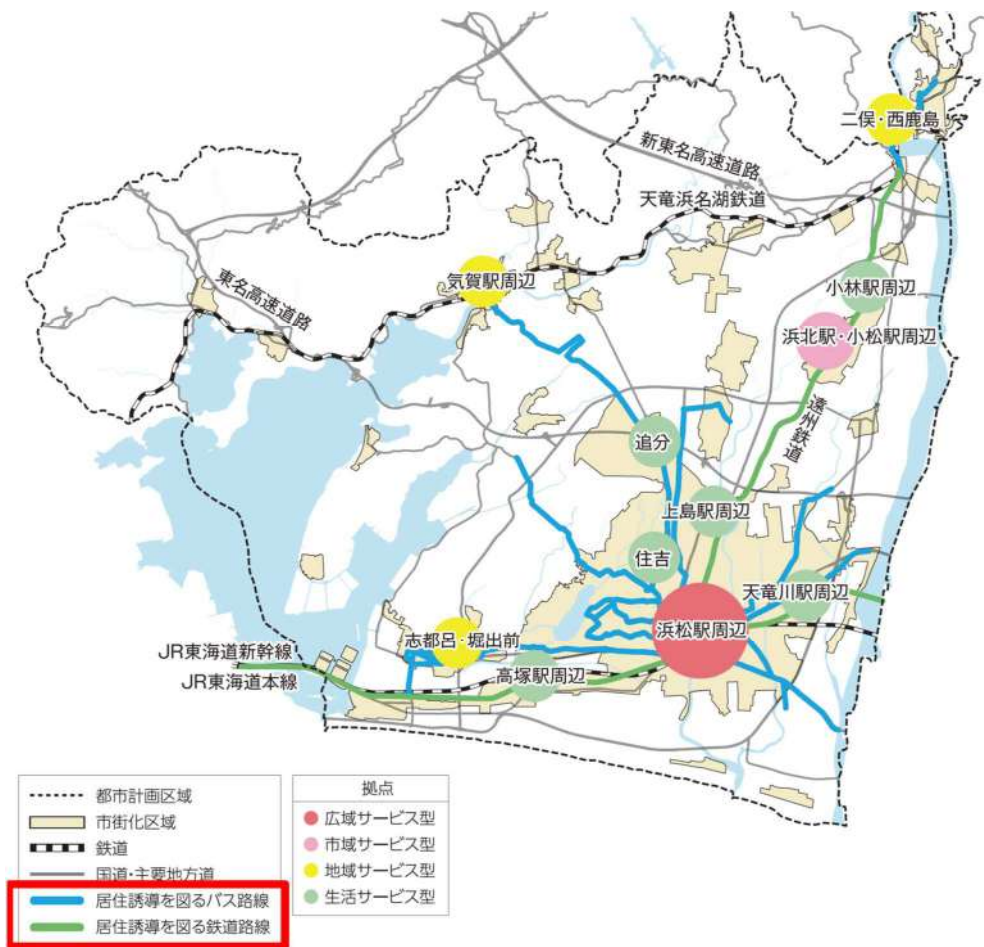 二俣・西鹿島
新東名高速道路
天竜浜名湖鉄道
気賀駅周辺
小林駅周辺
東名高速道路
浜北駅・小松駅周辺
遠州鉄道
追分
上島駅周辺
住吉
天竜川駅周辺
浜松駅周辺
志都呂・堀出前
JR東海道新幹線
高塚駅周辺
JR東海道本線
都市計画区域
市街化区域
鉄道
国道・主要地方道
居住誘導を図るバス路線
居住誘導を図る鉄道路線
拠点
広域サービス型
市域サービス型
地域サービス型
生活サービス型